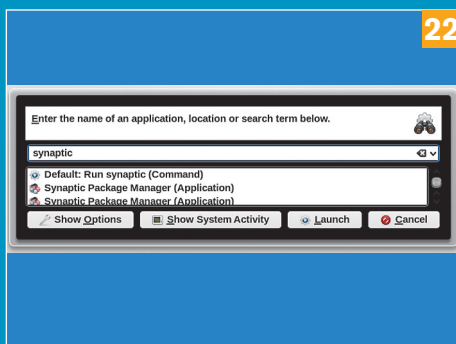 22
Enter the name of an application, location or search term below.
synaptic
Default: Run synaptic (Command)
Synaptic Package Manager (Application)
Synaptic Package Manager (Application)
Show Options
Show System Activity
Launch
Cancel